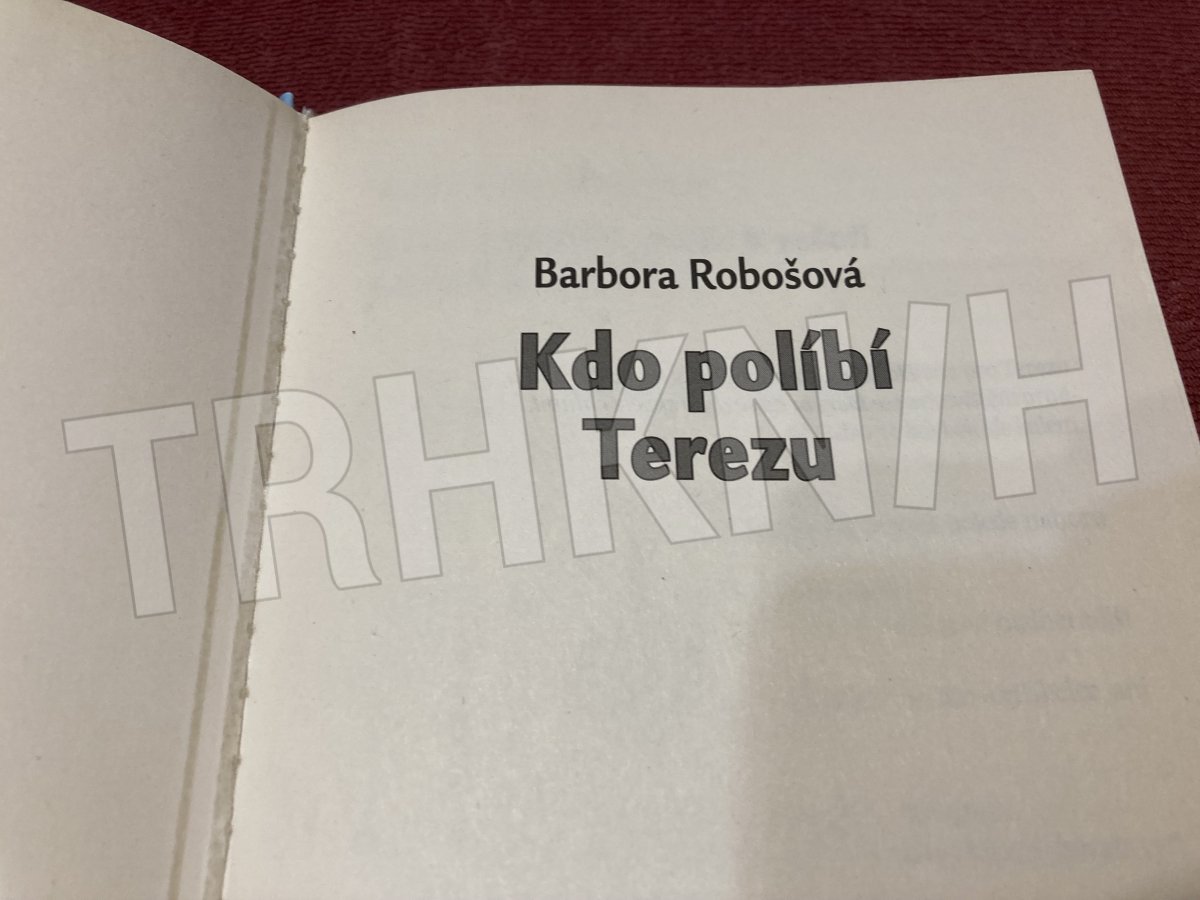 Barbora Robošová
Kdo políbí
Terezu
TRHKNIH